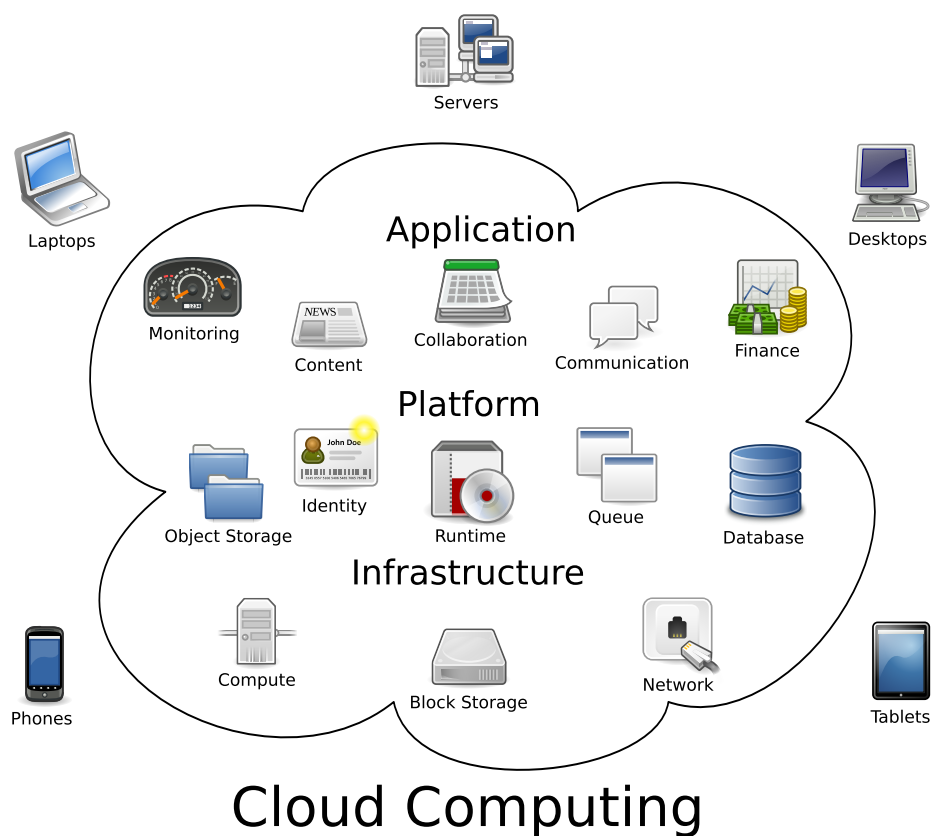 Servers
Laptops
Desktops
Application
Monitoring
NEWS
Content
Collaboration
Communication
Finance
Platform
John Doe
Object Storage
Identity
Runtime
Queue
Database
Infrastructure
Compute
Block Storage
Network
Phones
Tablets
Cloud Computing